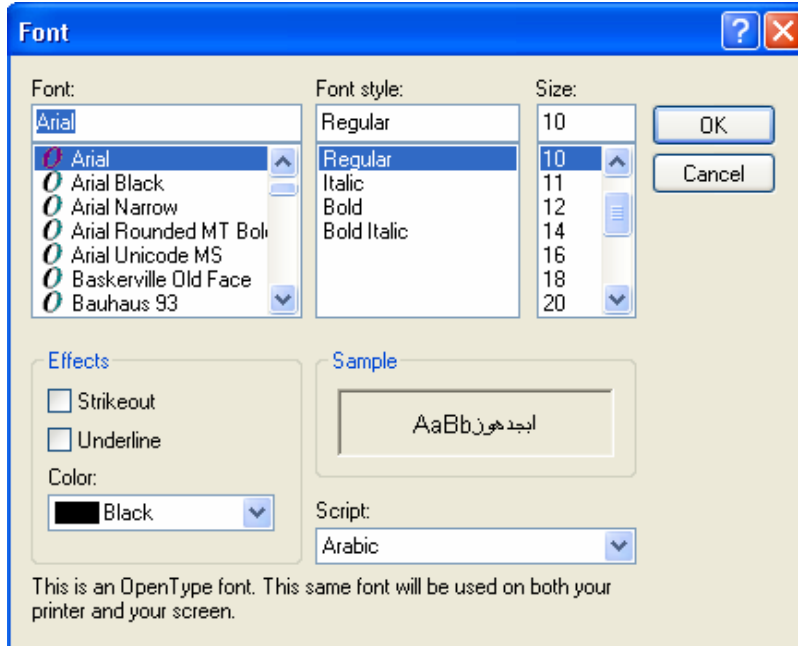 Font
Font:
Arial
Arial
Arial Black
Arial Narrow
Arial Rounded MT Bol
Arial Unicode MS
Baskerville Old Face
Bauhaus 93
Font style:
Regular
Regular
Italic
Bold
Bold Italic
Size:
10
10
11
12
14
16
18
20
OK
Cancel
Effects
Strikeout
Underline
Color:
Black
Sample
AaBbابجدهوز
Script:
Arabic
This is an OpenType font. This same font will be used on both your
printer and your screen.